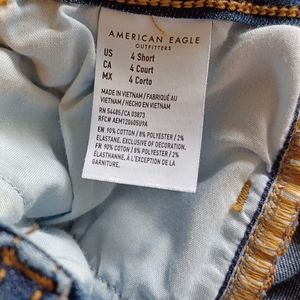 AMERICAN EAGLE
OUTFITTERS
US 4 Short
CA 4 Court
MX 4 Corto
MADE IN VIETNAM / FABRIQUÉ AU
VIETNAM / HECHO EN VIETNAM
RN 54485/CA 03873
RFC# AEM120605U9A
EN 90% COTTON / 8% POLYESTER / 2%
ELASTANE. EXCLUSIVE OF DECORATION.
FR 90% COTON / 8% POLYESTER / 2%
ÉLASTHANNE. À L'EXCEPTION DE LA
GARNITURE.